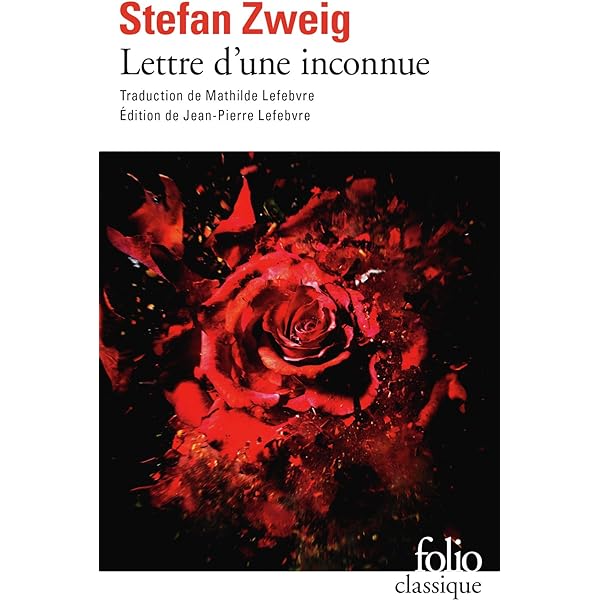 Stefan Zweig
Lettre d’une inconnue
Traduction de Mathilde Lefebvre
Édition de Jean-Pierre Lefebvre
folio
classique